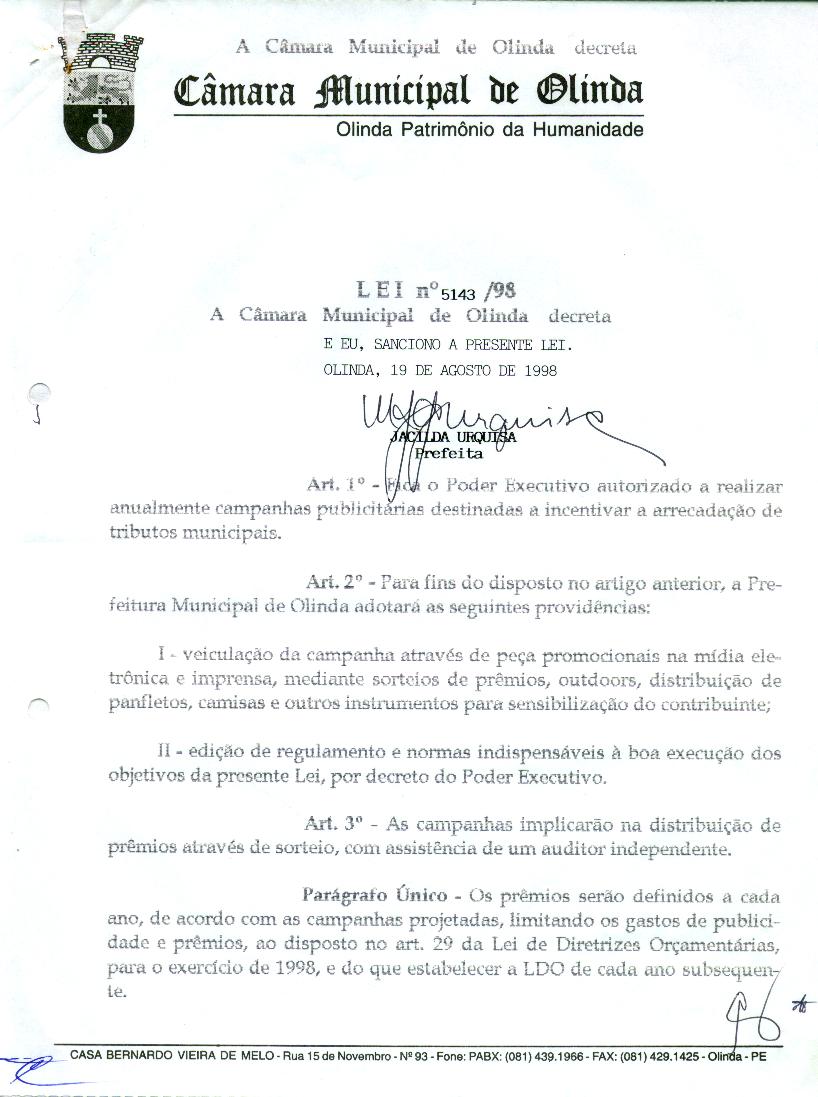 A Câmara Municipal de Olinda decreta
Câmara Municipal de Olinda
Olinda Patrimônio da Humanidade
LEI nº 5143 /98
A Câmara Municipal de Olinda decreta
E EU, SANCIONO A PRESENTE LEI.
OLINDA, 19 DE AGOSTO DE 1998
JACILDA URQUISA
Prefeita
Art. 1º - Fica o Poder Executivo autorizado a realizar
anualmente campanhas publicitárias destinadas a incentivar a arrecadação de
tributos municipais.
Art. 2º - Para fins do disposto no artigo anterior, a Pre-
feitura Municipal de Olinda adotará as seguintes providências:
I - veiculação da campanha através de peça promocionais na mídia ele-
trônica e imprensa, mediante sorteios de prêmios, outdoors, distribuição de
panfletos, camisas e outros instrumentos para sensibilização do contribuinte;
II - edição de regulamento e normas indispensáveis à boa execução dos
objetivos da presente Lei, por decreto do Poder Executivo.
Art. 3º - As campanhas implicarão na distribuição de
prêmios através de sorteio, com assistência de um auditor independente.
Parágrafo Único - Os prêmios serão definidos a cada
ano, de acordo com as campanhas projetadas, limitando os gastos de publici-
dade e prêmios, ao disposto no art. 29 da Lei de Diretrizes Orçamentárias,
para o exercício de 1998, e do que estabelecer a LDO de cada ano subsequen-
te.
CASA BERNARDO VIEIRA DE MELO - Rua 15 de Novembro - Nº 93 - Fone: PABX: (081) 439.1966 - FAX: (081) 429.1425 - Olinda - PE